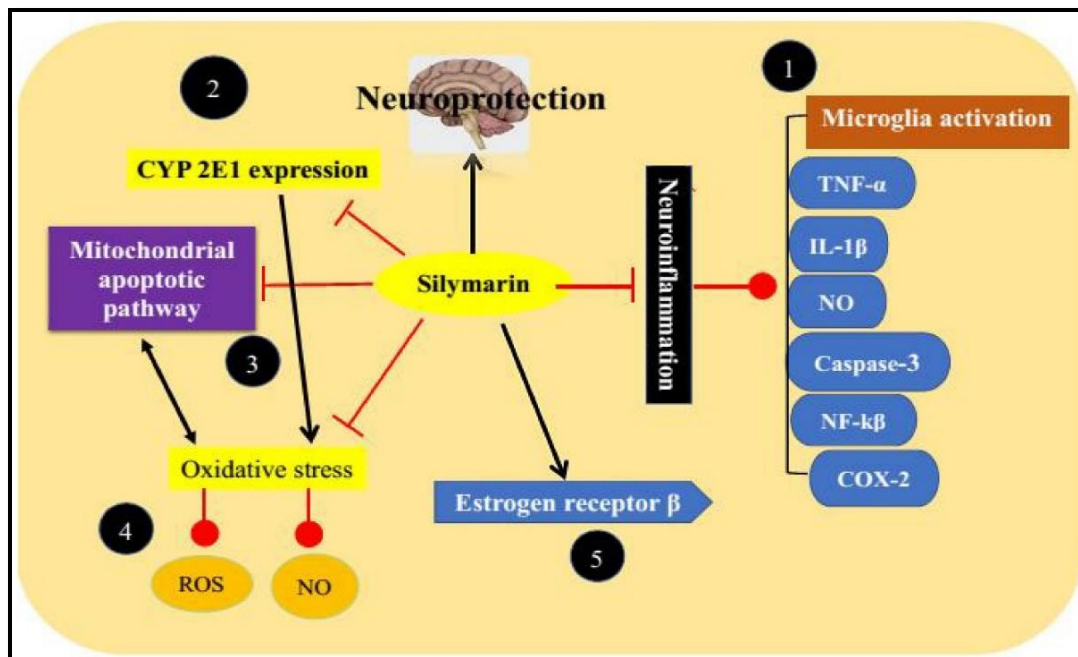 1
2
Neuroprotection
Microglia activation
CYP 2E1 expression
TNF-α
Neuroinflammation
Mitochondrial
apoptotic
pathway
IL-1β
Silymarin
NO
3
Caspase-3
NF-kβ
Oxidative stress
COX-2
Estrogen receptor β
4
5
ROS
NO